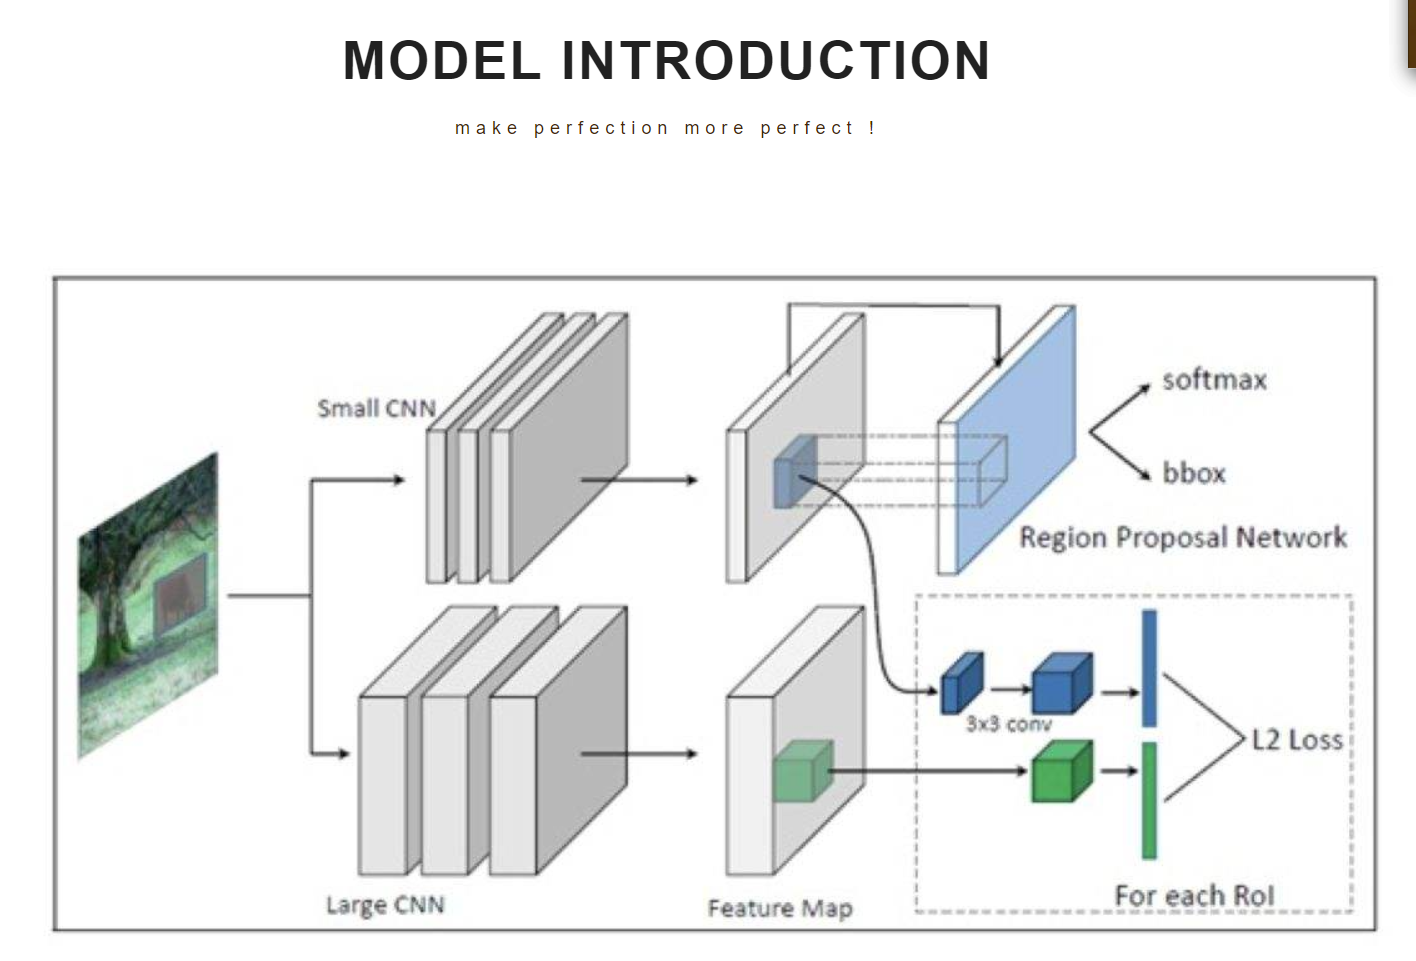 MODEL INTRODUCTION
make perfection more perfect !
Small CNN
softmax
bbox
Region Proposal Network
3x3 conv
L2 Loss
For each RoI
Large CNN
Feature Map